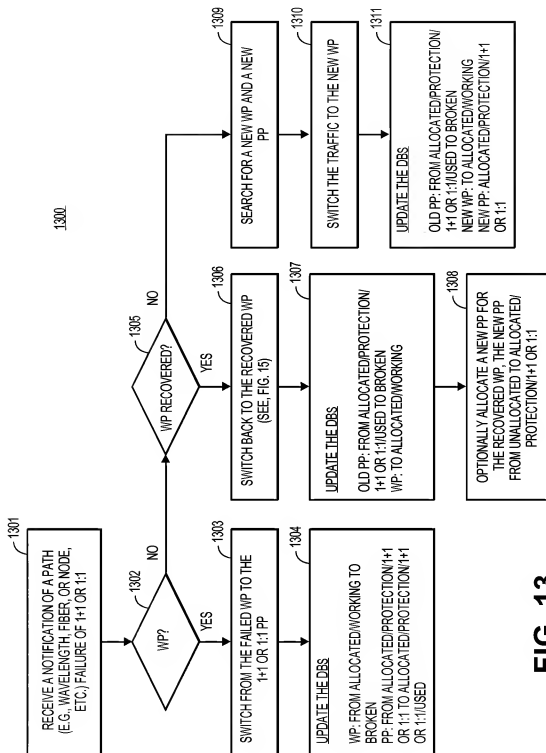 1300
1301
RECEIVE A NOTIFICATION OF A PATH
(E.G., WAVELENGTH, FIBER, OR NODE,
ETC.) FAILURE OF 1+1 OR 1:1
1302
WP?
NO
YES
1303
SWITCH FROM THE FAILED WP TO THE
1+1 OR 1:1 PP
1304
UPDATE THE DBS
WP: FROM ALLOCATED/WORKING TO
BROKEN
PP: FROM ALLOCATED/PROTECTION/1+1
OR 1:1 TO ALLOCATED/PROTECTION/1+1
OR 1:1/USED
1305
WP RECOVERED?
NO
YES
1306
SWITCH BACK TO THE RECOVERED WP
(SEE, FIG. 15)
1307
UPDATE THE DBS
OLD PP: FROM ALLOCATED/PROTECTION/
1+1 OR 1:1/USED TO BROKEN
WP: TO ALLOCATED/WORKING
1308
OPTIONALLY ALLOCATE A NEW PP FOR
THE RECOVERED WP, THE NEW PP
FROM UNALLOCATED TO ALLOCATED/
PROTECTION/1+1 OR 1:1
1309
SEARCH FOR A NEW WP AND A NEW
PP
1310
SWITCH THE TRAFFIC TO THE NEW WP
1311
UPDATE THE DBS
OLD PP: FROM ALLOCATED/PROTECTION/
1+1 OR 1:1/USED TO BROKEN
NEW WP: TO ALLOCATED/WORKING
NEW PP: ALLOCATED/PROTECTION/1+1
OR 1:1
FIG. 13